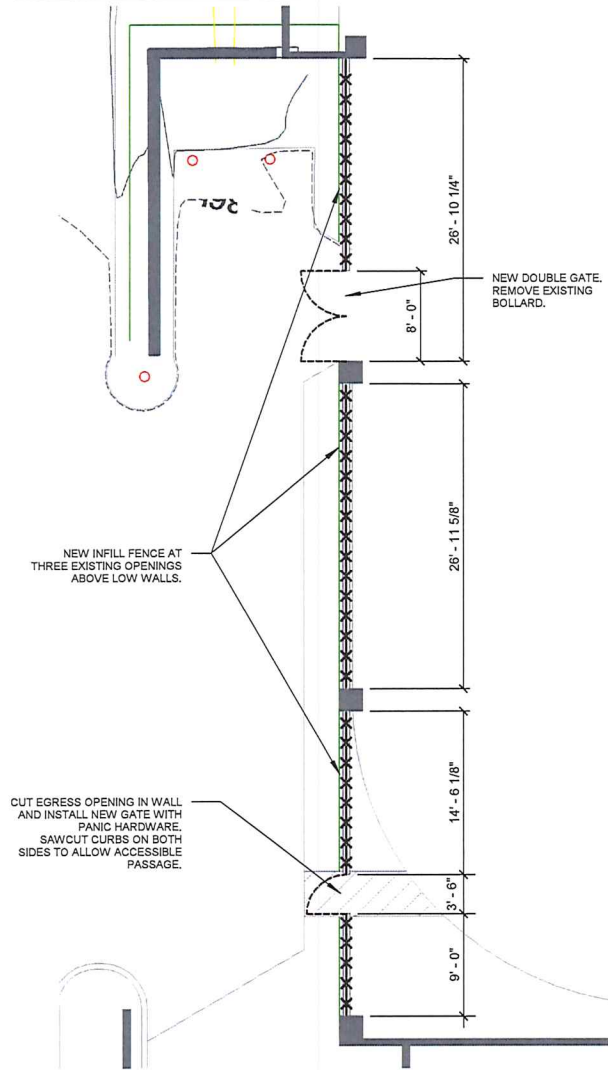 26' - 10 1/4"
NEW DOUBLE GATE.
REMOVE EXISTING
BOLLARD.
8' - 0"
26' - 11 5/8"
NEW INFILL FENCE AT
THREE EXISTING OPENINGS
ABOVE LOW WALLS.
14' - 6 1/8"
CUT EGRESS OPENING IN WALL
AND INSTALL NEW GATE WITH
PANIC HARDWARE.
SAWCUT CURBS ON BOTH
SIDES TO ALLOW ACCESSIBLE
PASSAGE.
3' - 6"
9' - 0"